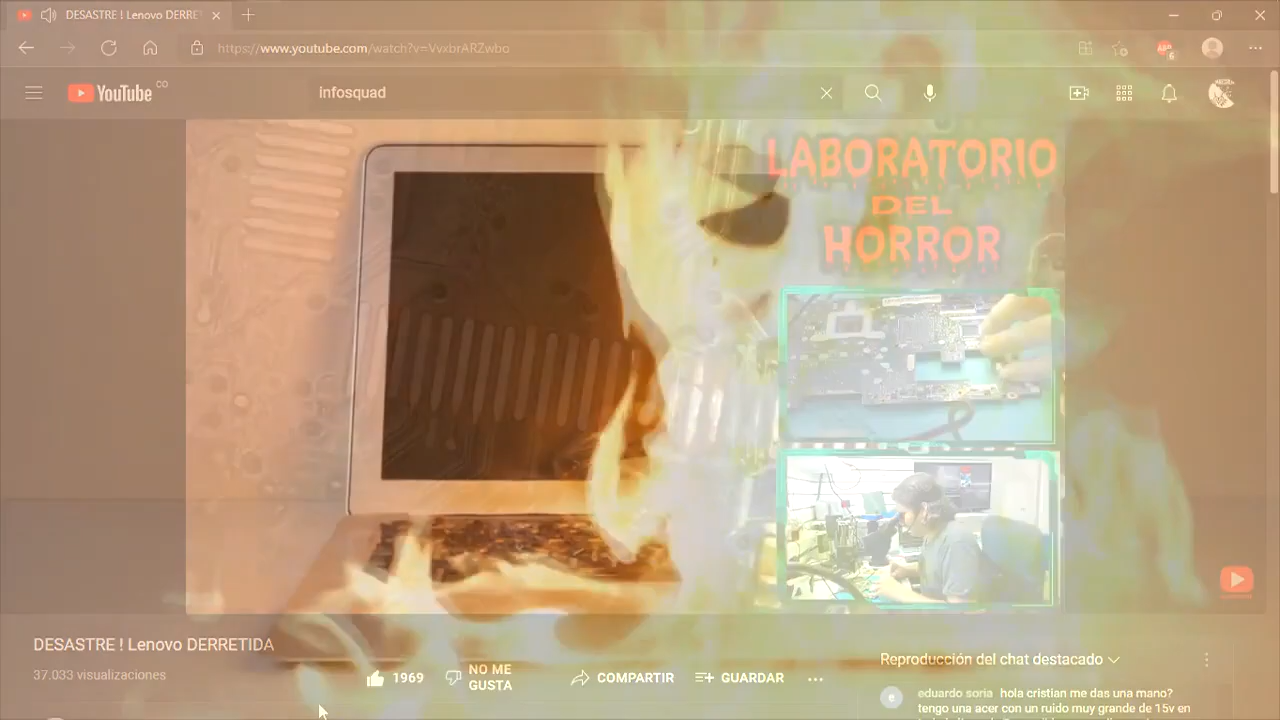 DESASTRE ! Lenovo DERRET
https://www.youtube.com/watch?v=VvxbrARZwbo
6
YouTube CO
infosquad
LABORATORIO
DEL
HORROR
DESASTRE ! Lenovo DERRETIDA
37.033 visualizaciones
1969
NO ME
GUSTA
COMPARTIR
GUARDAR
Reproducción del chat destacado
e
eduardo soria hola cristian me das una mano?
tengo una acer con un ruido muy grande de 15v en